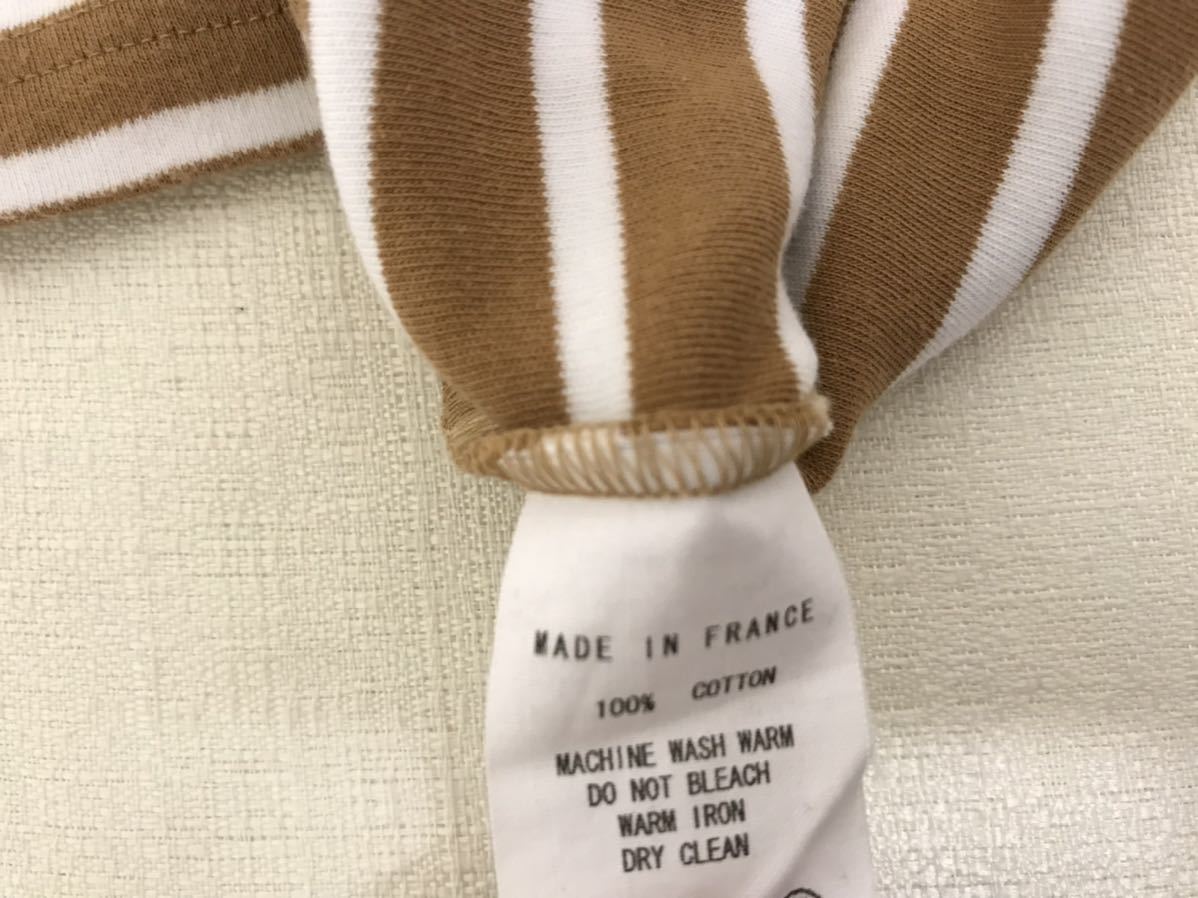 MADE IN FRANCE
100% COTTON
MACHINE WASH WARM
DO NOT BLEACH
WARM IRON
DRY CLEAN